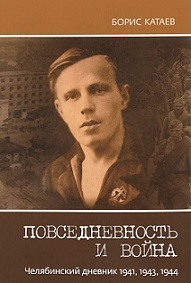 БОРИС КАТАЕВ
ПОВСЕДНЕВНОСТЬ
И ВОЙНА
Челябинский дневник 1941, 1943, 1944